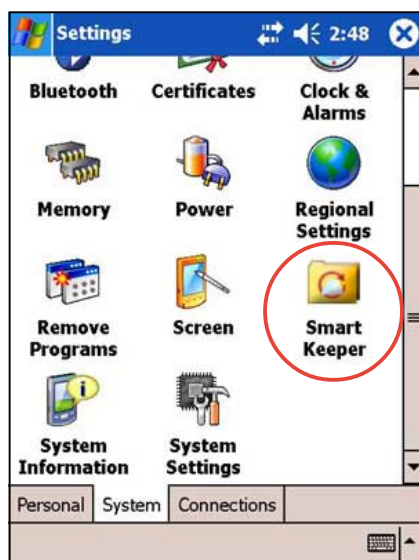 Settings 2:48
Bluetooth Certificates Clock &
Alarms
Memory Power Regional
Settings
Remove Screen Smart
Programs Keeper
System System
Information Settings
Personal System Connections